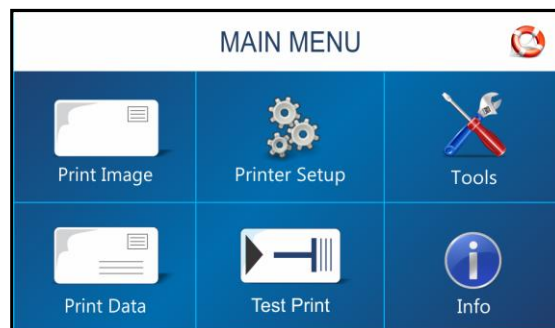 MAIN MENU
Print Image
Printer Setup
Tools
Print Data
Test Print
Info